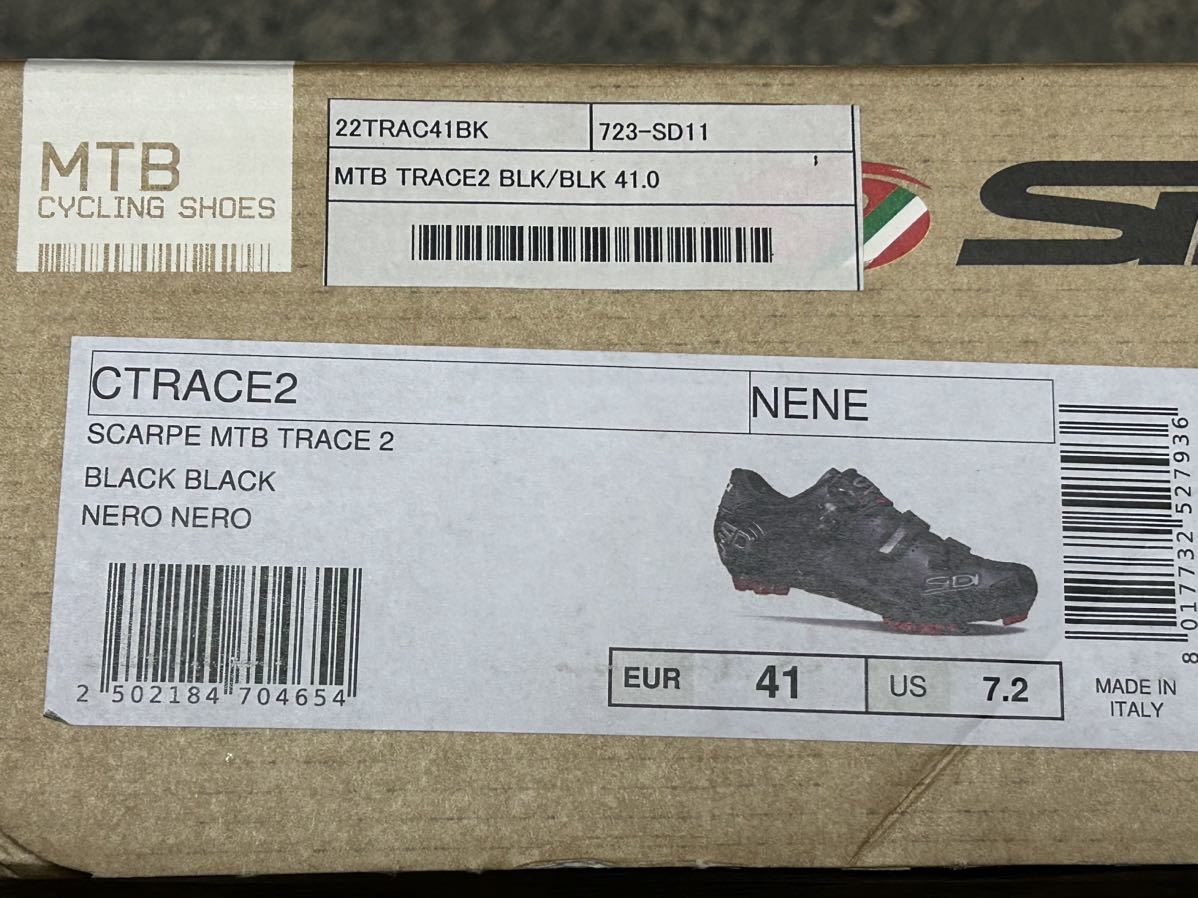 MTB
CYCLING SHOES
22TRAC41BK
723-SD11
MTB TRACE2 BLK/BLK 41.0
CTRACE2
NENE
SCARPE MTB TRACE 2
BLACK BLACK
NERO NERO
SIDI
2 502184 704654
EUR 41 US 7.2
8 017732 527936
MADE IN
ITALY